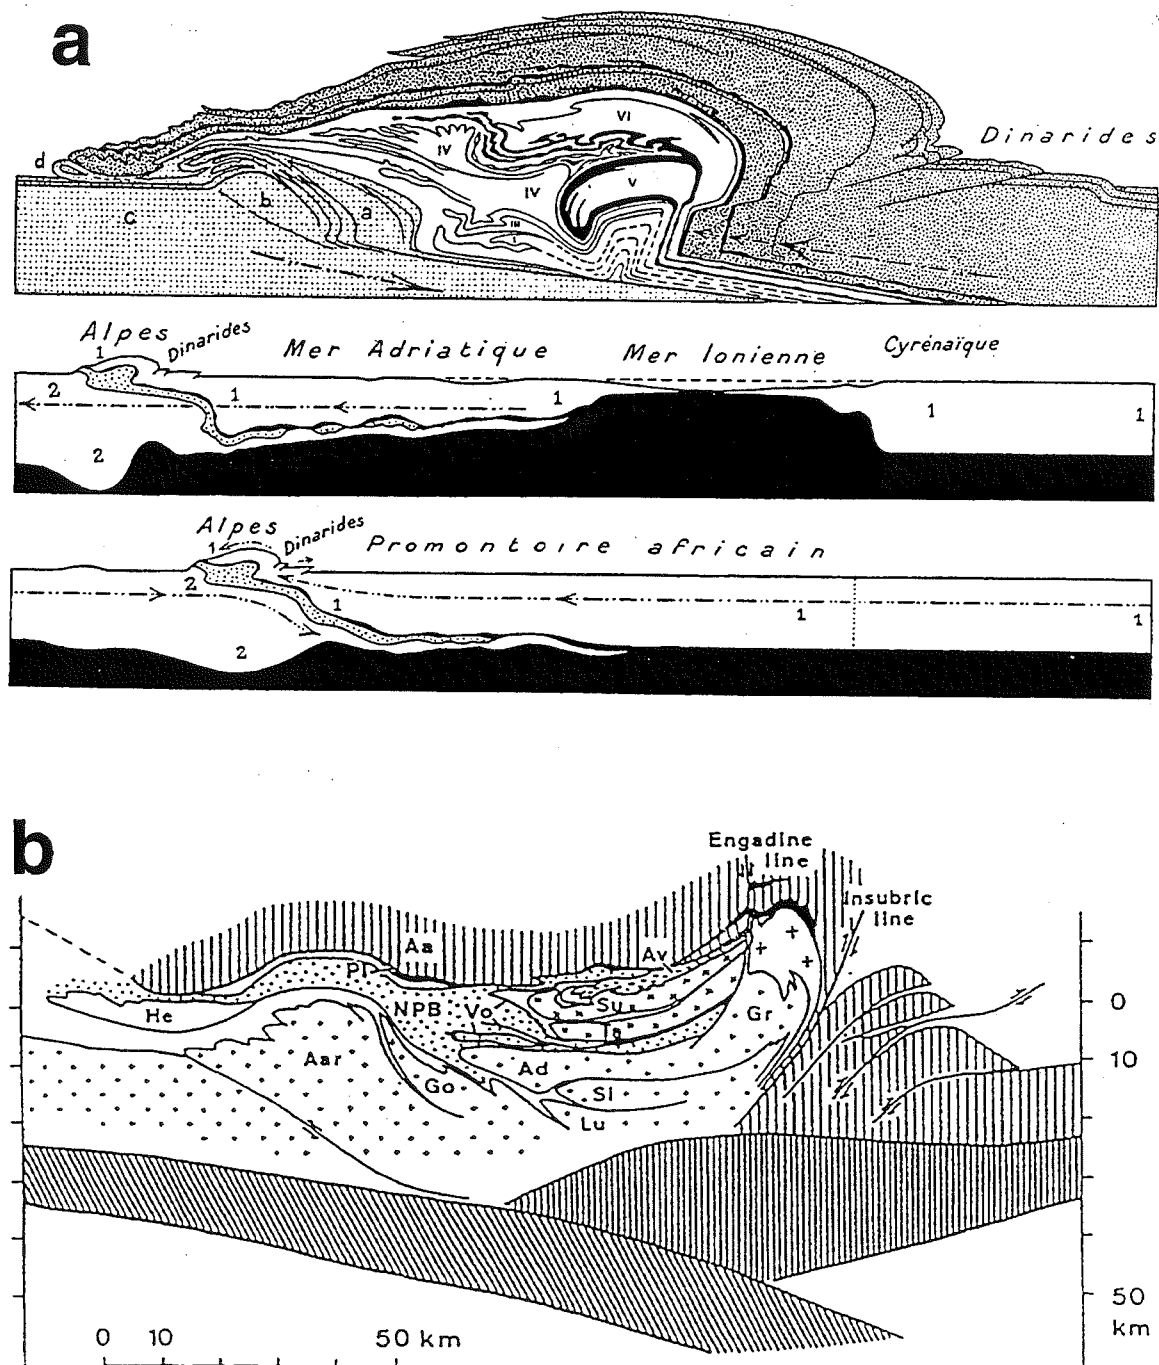 a
Dinarides
d
c
b
a
IV
IV
III
I
V
VI
Alpes
Dinarides
Mer Adriatique
Mer Ionienne
Cyrénaïque
1
2
1
1
1
1
2
Alpes
Dinarides
Promontoire africain
1
2
1
1
1
2
b
Engadine
line
Insubric
line
Aa
Av
Pl
He
NPB
Vo
Su
Ta
Gr
Aar
Go
Ad
Sl
Lu
0
10
50
km
0 10 50 km